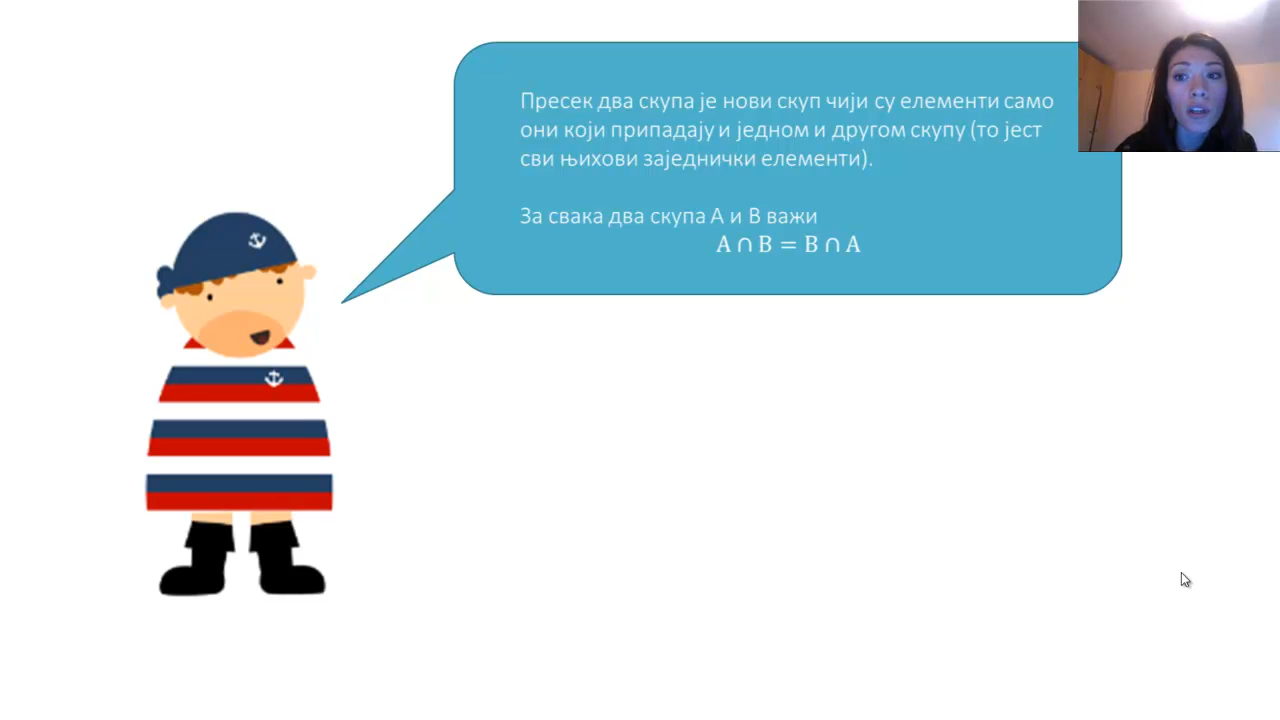 Пресек два скупа је нови скуп чији су елементи само
они који припадају и једном и другом скупу (то јест
сви њихови заједнички елементи).
За свака два скупа А и В важи
A ∩ B = B ∩ A